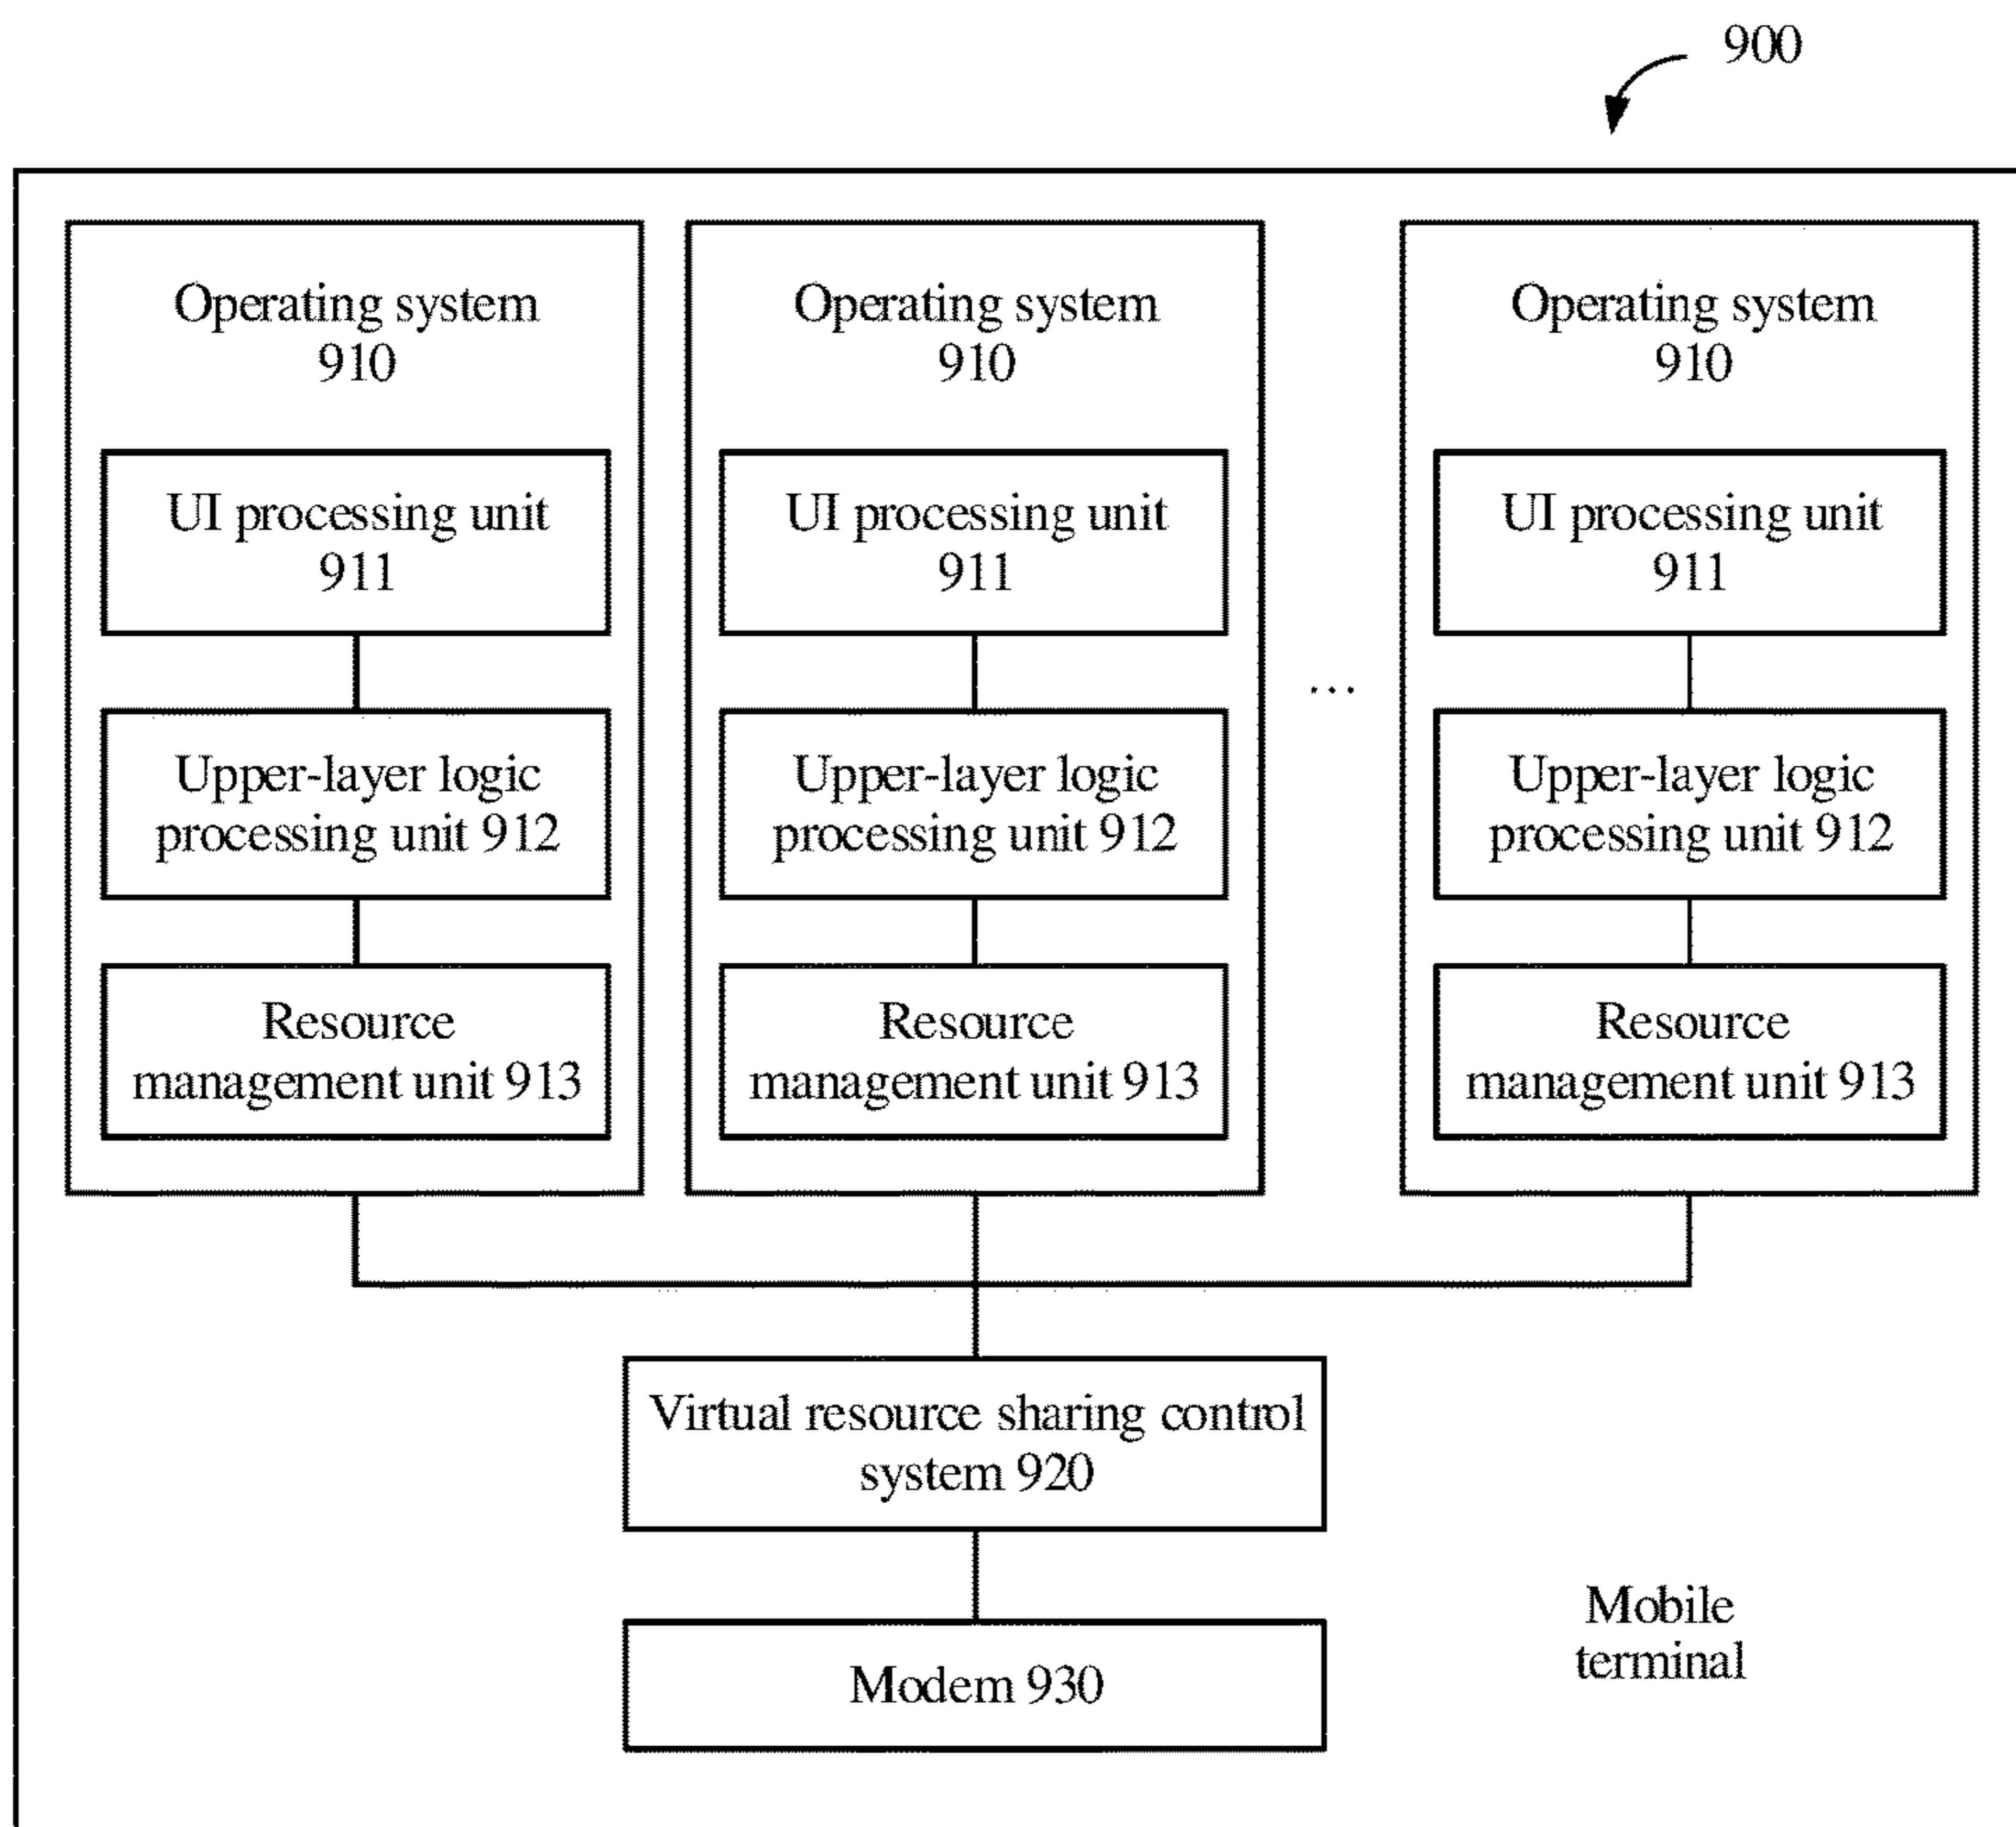 900
Operating system
910
UI processing unit
911
Upper-layer logic
processing unit 912
Resource
management unit 913
Operating system
910
UI processing unit
911
Upper-layer logic
processing unit 912
Resource
management unit 913
...
Operating system
910
UI processing unit
911
Upper-layer logic
processing unit 912
Resource
management unit 913
Virtual resource sharing control
system 920
Modem 930
Mobile
terminal